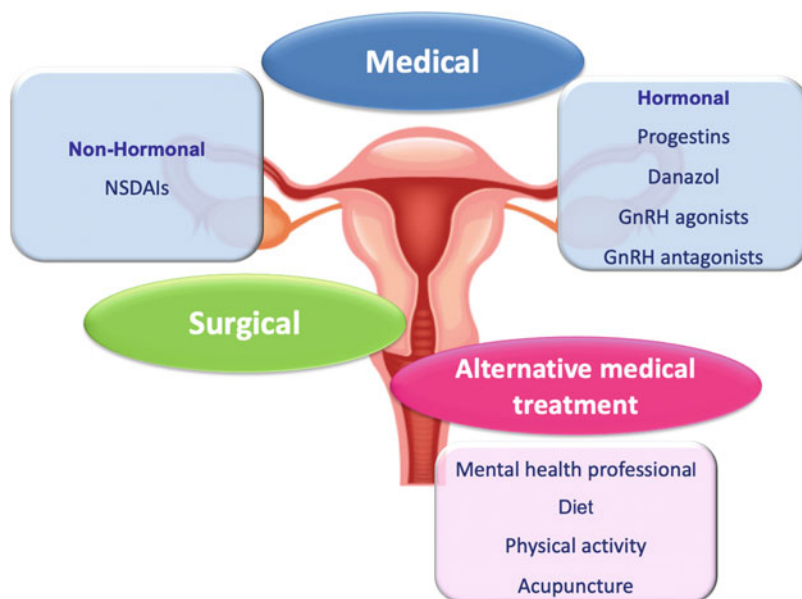 Medical
Non-Hormonal
NSDAIs
Hormonal
Progestins
Danazol
GnRH agonists
GnRH antagonists
Surgical
Alternative medical
treatment
Mental health professional
Diet
Physical activity
Acupuncture